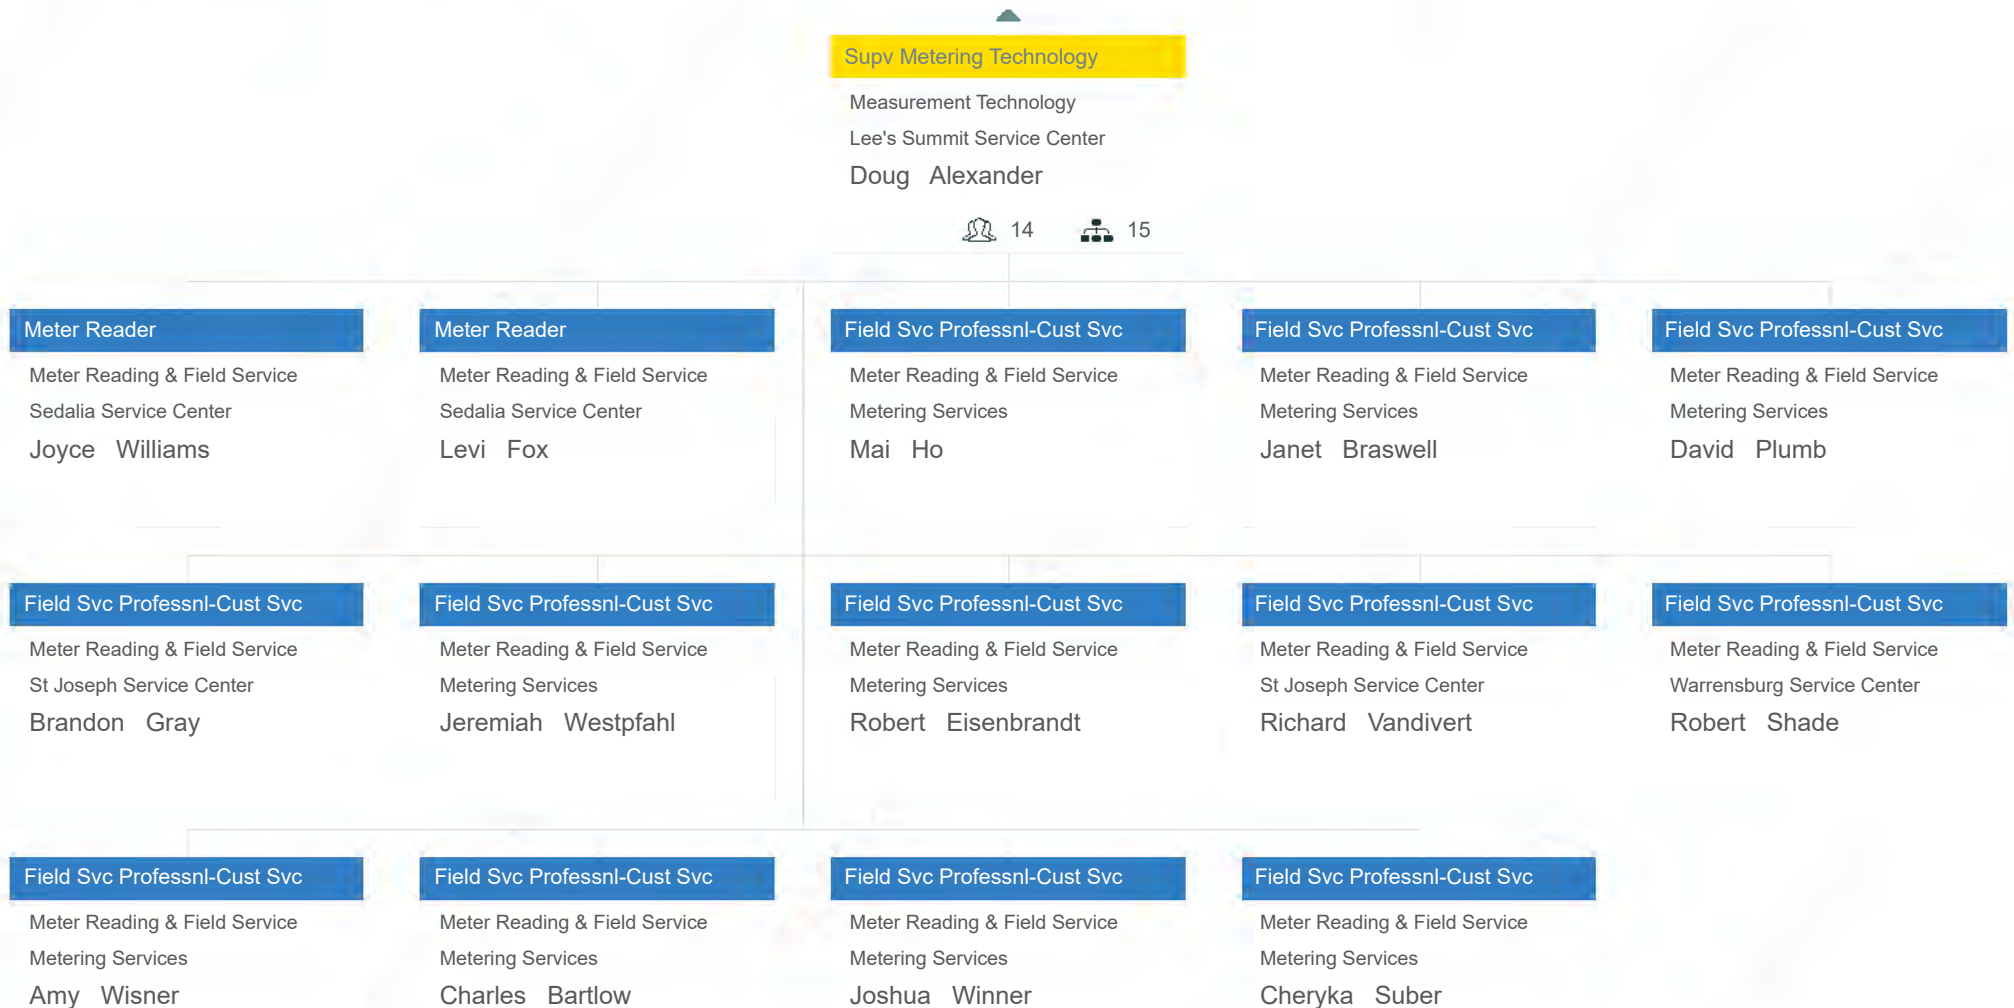 Supv Metering Technology
Measurement Technology
Lee's Summit Service Center
Doug Alexander
14 15
Meter Reader
Meter Reading & Field Service
Sedalia Service Center
Joyce Williams
Meter Reader
Meter Reading & Field Service
Sedalia Service Center
Levi Fox
Field Svc Professnl-Cust Svc
Meter Reading & Field Service
Metering Services
Mai Ho
Field Svc Professnl-Cust Svc
Meter Reading & Field Service
Metering Services
Janet Braswell
Field Svc Professnl-Cust Svc
Meter Reading & Field Service
Metering Services
David Plumb
Field Svc Professnl-Cust Svc
Meter Reading & Field Service
St Joseph Service Center
Brandon Gray
Field Svc Professnl-Cust Svc
Meter Reading & Field Service
Metering Services
Jeremiah Westpfahl
Field Svc Professnl-Cust Svc
Meter Reading & Field Service
Metering Services
Robert Eisenbrandt
Field Svc Professnl-Cust Svc
Meter Reading & Field Service
St Joseph Service Center
Richard Vandivert
Field Svc Professnl-Cust Svc
Meter Reading & Field Service
Warrensburg Service Center
Robert Shade
Field Svc Professnl-Cust Svc
Meter Reading & Field Service
Metering Services
Amy Wisner
Field Svc Professnl-Cust Svc
Meter Reading & Field Service
Metering Services
Charles Bartlow
Field Svc Professnl-Cust Svc
Meter Reading & Field Service
Metering Services
Joshua Winner
Field Svc Professnl-Cust Svc
Meter Reading & Field Service
Metering Services
Cheryka Suber